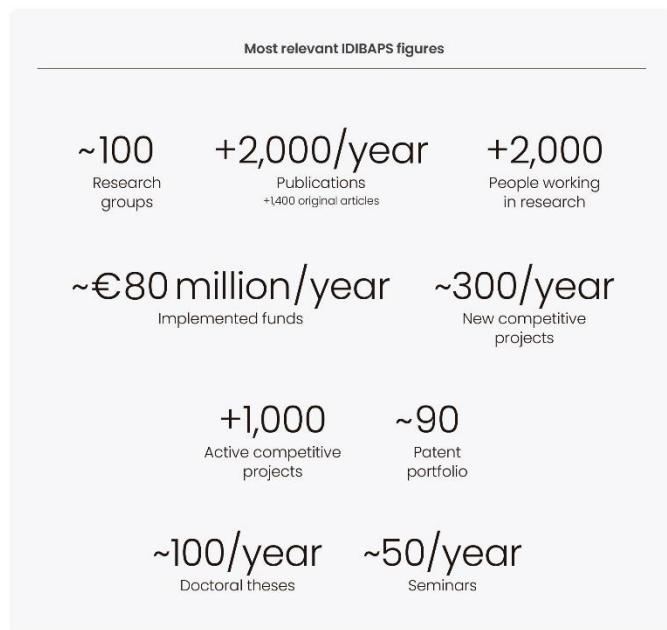 Most relevant IDIBAPS figures
~100
Research
groups
+2,000/year
Publications
+1,400 original articles
+2,000
People working
in research
~€80 million/year
Implemented funds
~300/year
New competitive
projects
+1,000
Active competitive
projects
~90
Patent
portfolio
~100/year
Doctoral theses
~50/year
Seminars